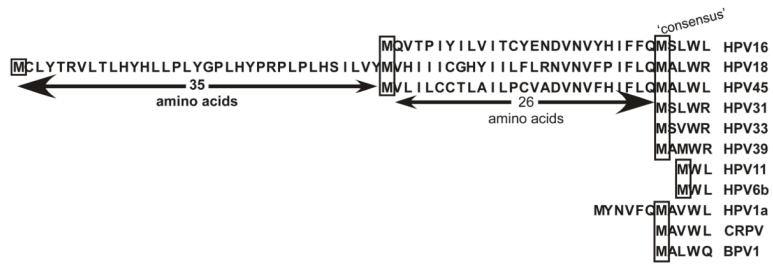 'consensus'
MQVTPIYILVITCYENDVNVYHIFFQMSLWL HPV16
MCLYTRVLTLHYHLLPLYGPLHYPRPLPLHSILVYMVHIIICGHYIILFLRNVNVFPIFLQMALWR HPV18
MVLILCCTLAILPCVADVNVFHIFLQMALWL HPV45
35
amino acids
26
amino acids
MSLWR HPV31
MSVWR HPV33
MAMWR HPV39
MWL HPV11
MWL HPV6b
MYNVFQMAVWL HPV1a
MAVWL CRPV
MALWQ BPV1